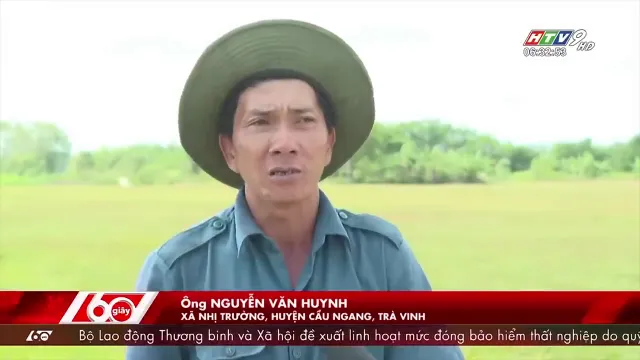 HTV9 HD
06:32:53
60 giây
Ông NGUYỄN VĂN HUYNH
XÃ NHỊ TRƯỜNG, HUYỆN CẦU NGANG, TRÀ VINH
60 Bộ Lao động Thương binh và Xã hội đề xuất linh hoạt mức đóng bảo hiểm thất nghiệp do quỹ